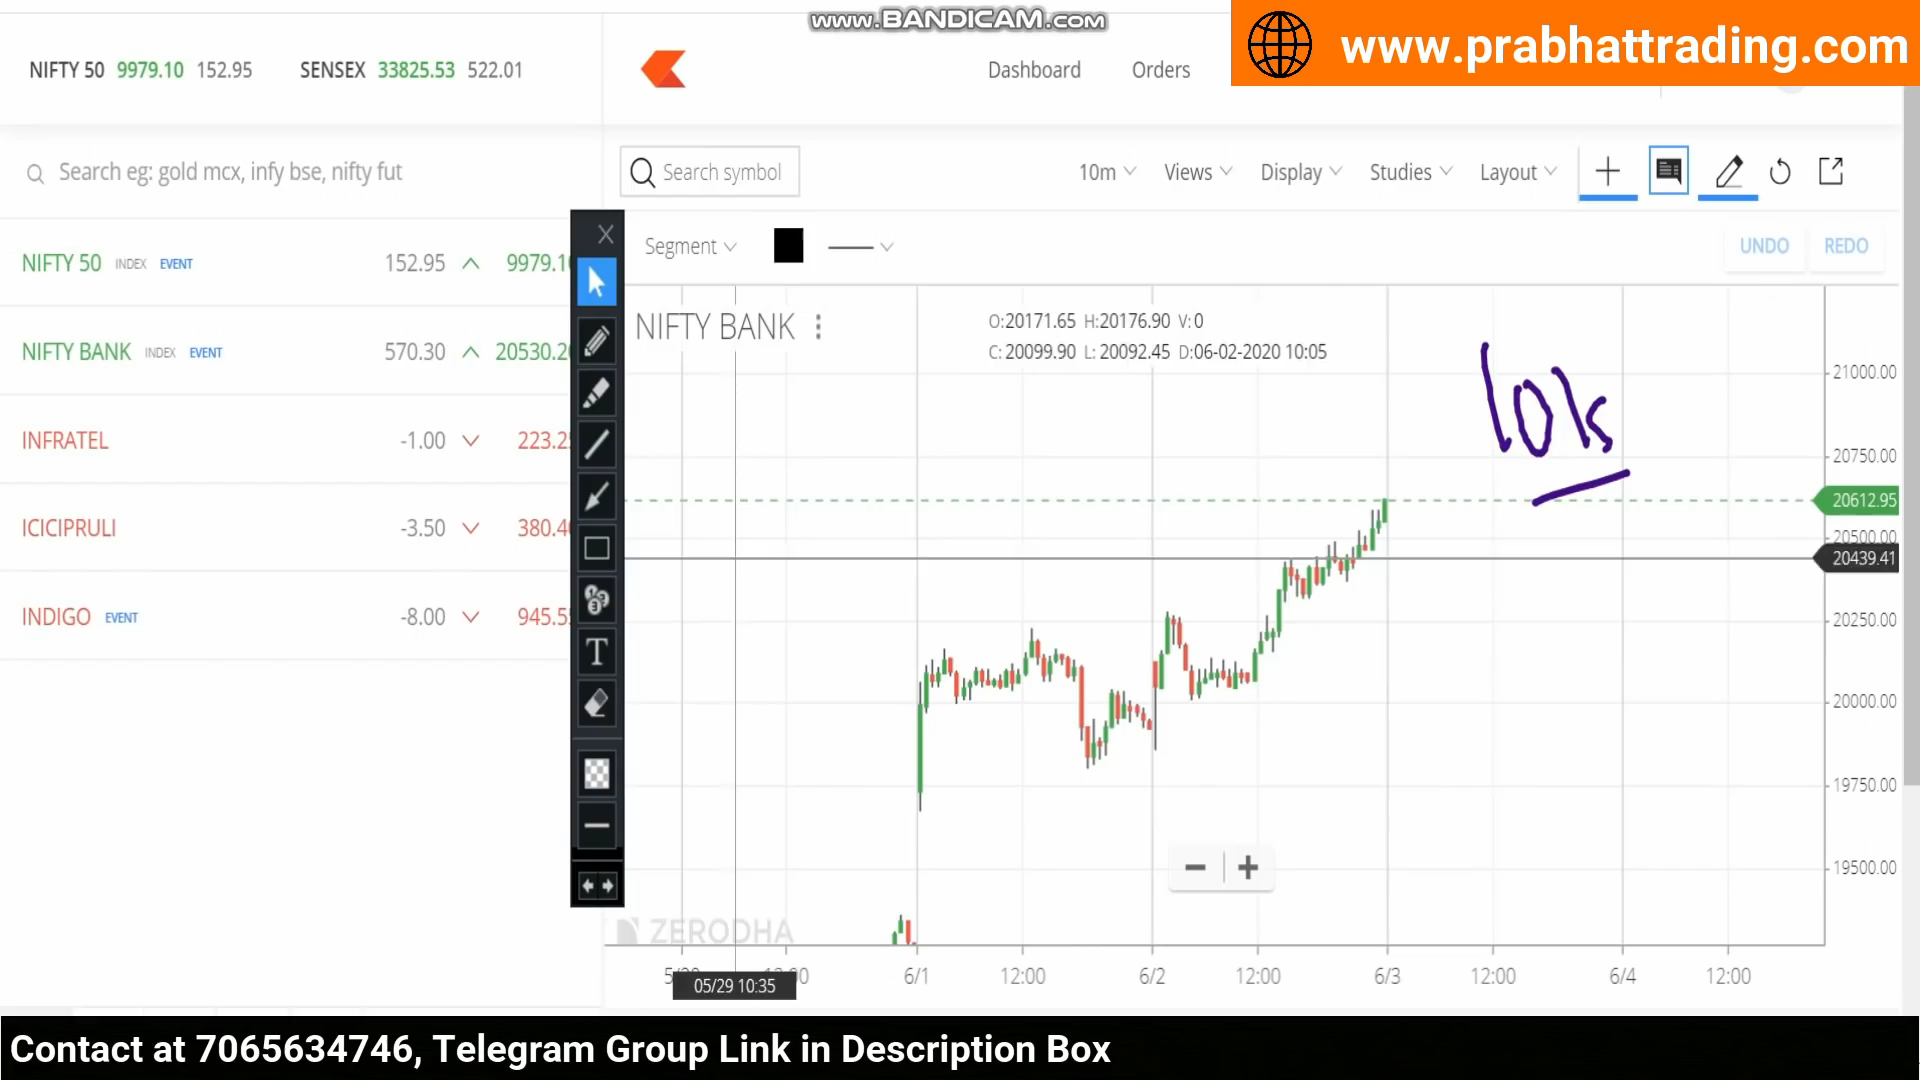 www.BANDICAM.com
www.prabhattrading.com
NIFTY 50 9979.10 152.95 SENSEX 33825.53 522.01
Dashboard Orders
Search eg: gold mcx, infy bse, nifty fut
Search symbol 10m Views Display Studies Layout
Segment UNDO REDO
NIFTY 50 INDEX EVENT 152.95 9979.1
NIFTY BANK INDEX EVENT 570.30 20530.2
INFRATEL -1.00 223.2
ICICIPRULI -3.50 380.4
INDIGO EVENT -8.00 945.5
T
NIFTY BANK
O:20171.65 H:20176.90 V:0
C: 20099.90 L: 20092.45 D:06-02-2020 10:05
21000.00
20750.00
20612.95
20500.00
20439.41
20250.00
20000.00
19750.00
19500.00
ZERODHA
6/1 12:00 6/2 12:00 6/3 12:00 6/4 12:00
05/29 10:35
Contact at 7065634746, Telegram Group Link in Description Box